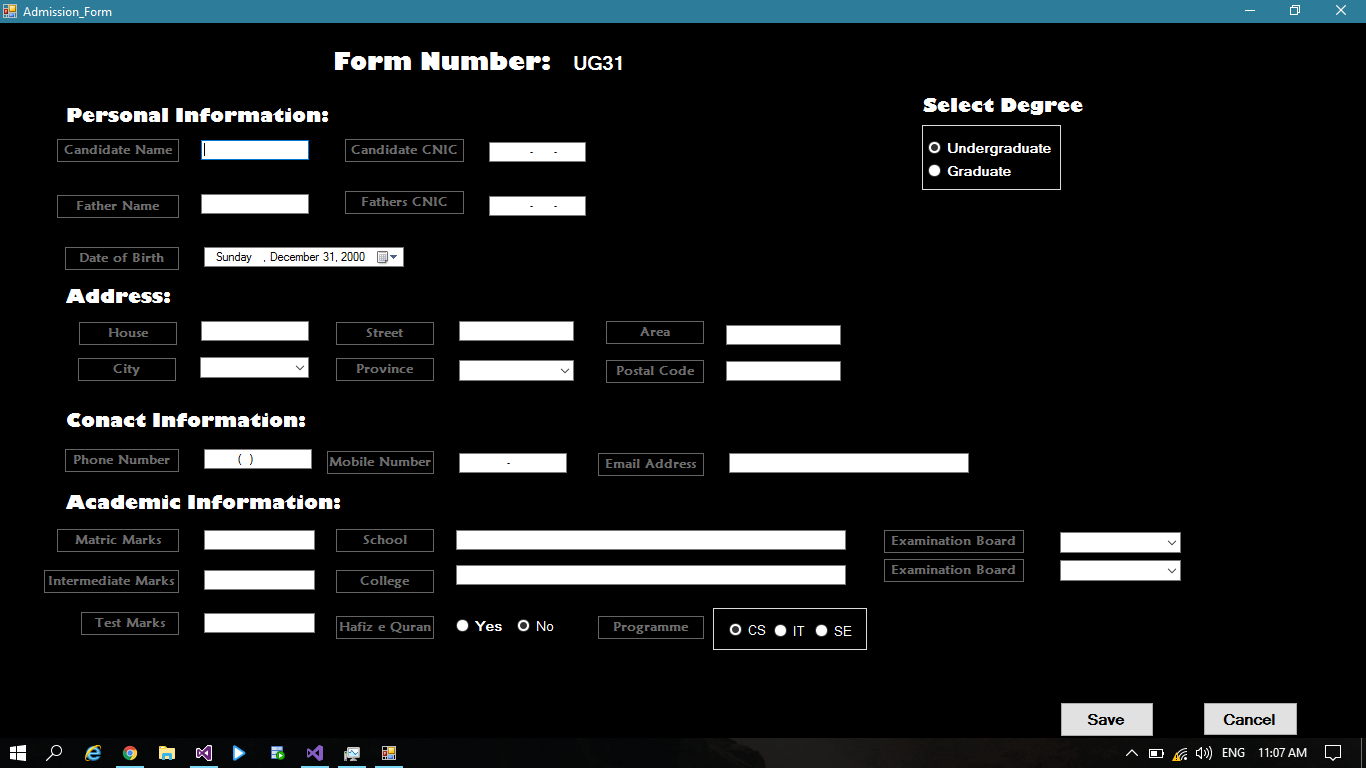 Admission_Form
Form Number: UG31
Select Degree
Undergraduate
Graduate
Personal Information:
Candidate Name Candidate CNIC - -
Father Name Fathers CNIC - -
Date of Birth Sunday , December 31, 2000
Address:
House Street Area
City Province Postal Code
Conact Information:
Phone Number ( ) Mobile Number - Email Address
Academic Information:
Matric Marks School Examination Board
Intermediate Marks College Examination Board
Test Marks Hafiz e Quran Yes No Programme CS IT SE
Save Cancel
ENG 11:07 AM